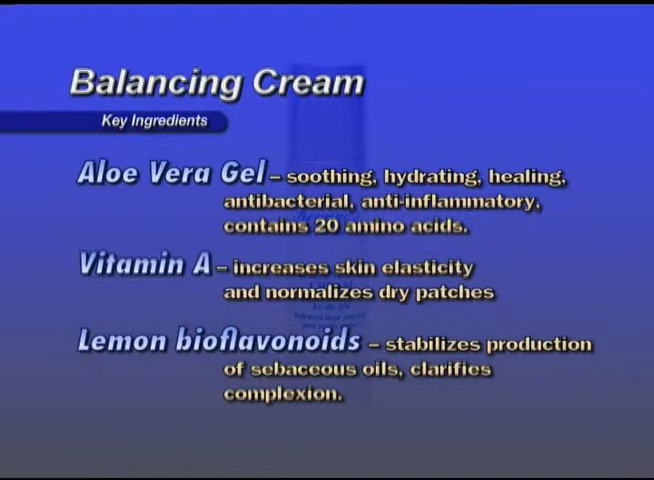 Balancing Cream
Key Ingredients
Aloe Vera Gel – soothing, hydrating, healing,
antibacterial, anti-inflammatory,
contains 20 amino acids.
Vitamin A – increases skin elasticity
and normalizes dry patches
Lemon bioflavonoids – stabilizes production
of sebaceous oils, clarifies
complexion.